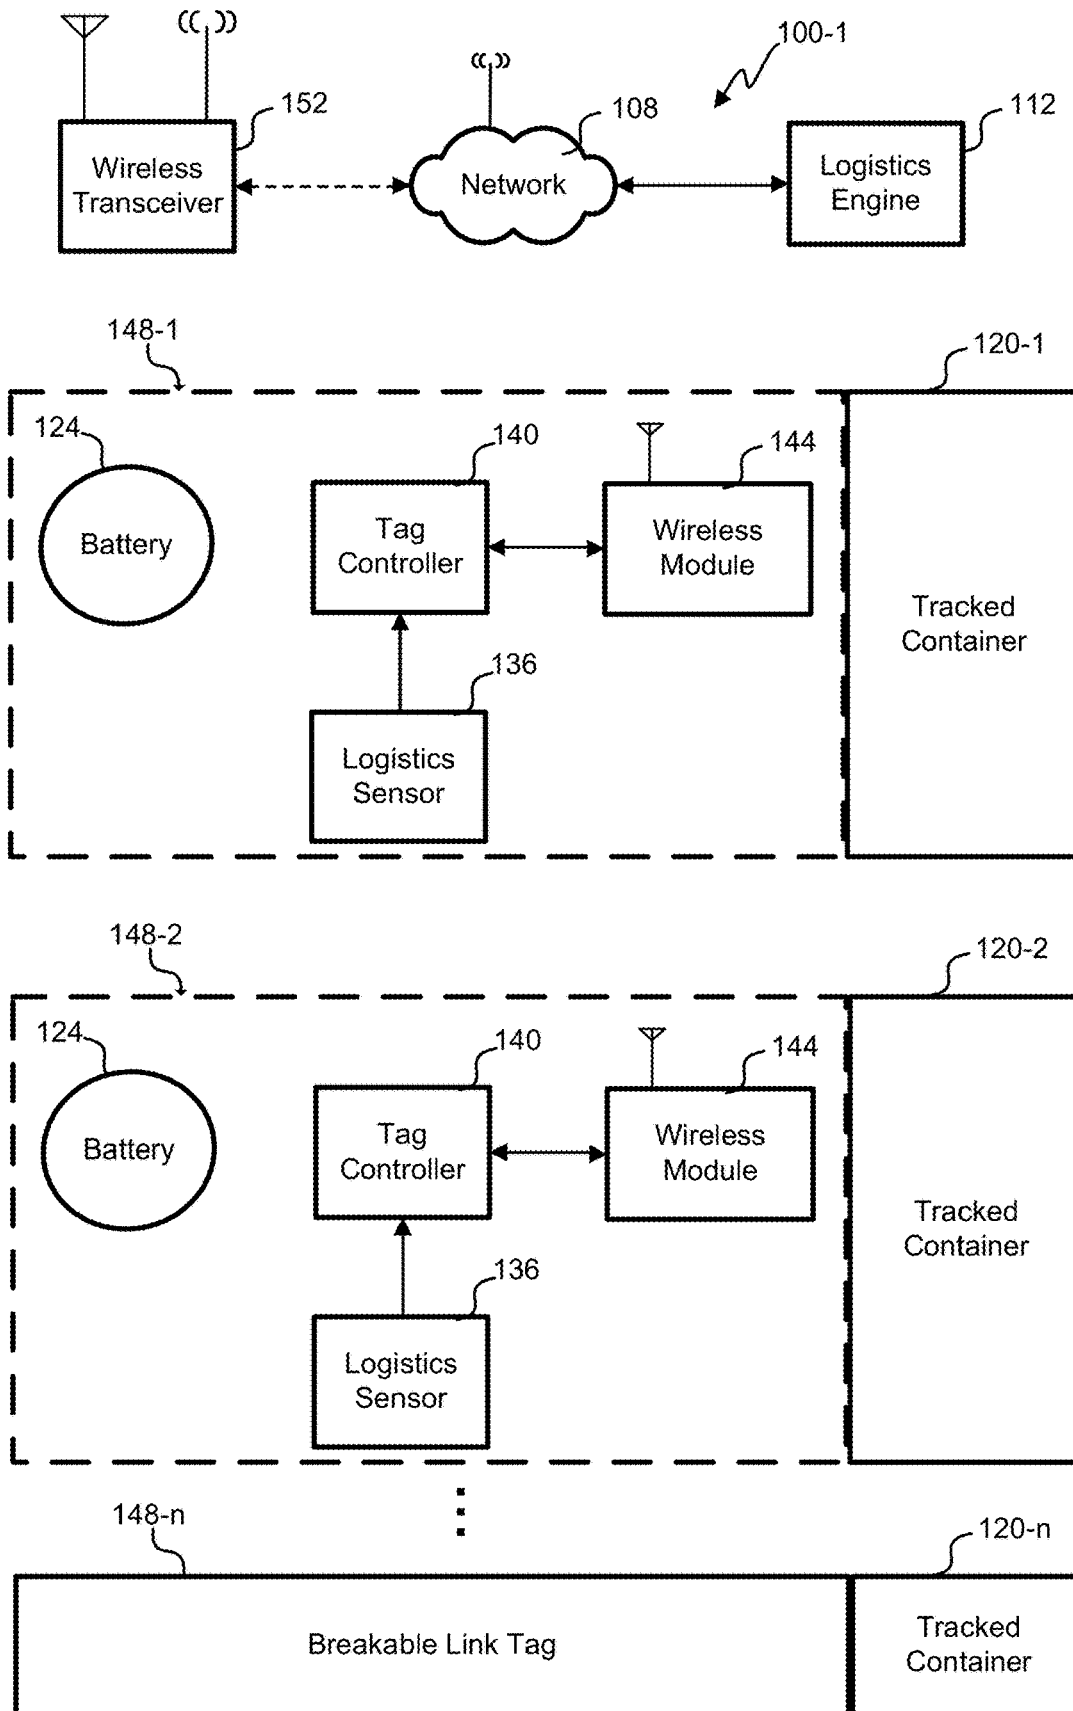 100-1
152
108
112
Wireless
Transceiver
Network
Logistics
Engine
148-1
120-1
124
140
144
Battery
Tag
Controller
Wireless
Module
Tracked
Container
136
Logistics
Sensor
148-2
120-2
124
140
144
Battery
Tag
Controller
Wireless
Module
Tracked
Container
136
Logistics
Sensor
148-n
120-n
Breakable Link Tag
Tracked
Container